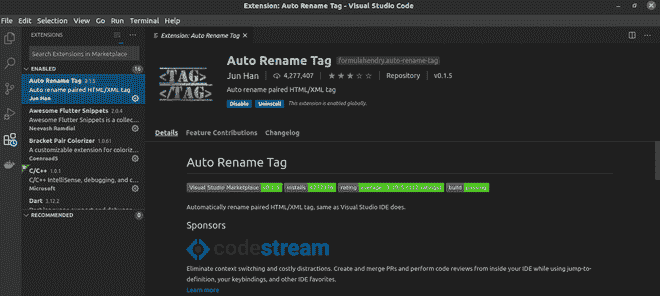 Extension: Auto Rename Tag - Visual Studio Code
File Edit Selection View Go Run Terminal Help
EXTENSIONS
Search Extensions in Marketplace
ENABLED 16
Auto Rename Tag 0.1.5
Auto rename paired HTML/XML tag
Jun Han
Awesome Flutter Snippets 2.0.4
Awesome Flutter Snippets is a collec...
Neevash Ramdial
Bracket Pair Colorizer 1.0.61
A customizable extension for coloriz...
CoenraadS
C/C++ 1.0.1
C/C++ IntelliSense, debugging, and c...
Microsoft
Dart 3.12.2
RECOMMENDED 0
Extension: Auto Rename Tag
<TAG>
</TAG>
Auto Rename Tag formulahendry.auto-rename-tag
Jun Han 4,277,407 Repository v0.1.5
Auto rename paired HTML/XML tag
Disable Uninstall This extension is enabled globally.
Details Feature Contributions Changelog
Auto Rename Tag
Visual Studio Marketplace installs rating build
Automatically rename paired HTML/XML tag, same as Visual Studio IDE does.
Sponsors
codestream
Eliminate context switching and costly distractions. Create and merge PRs and perform code reviews from inside your IDE while using jump-to-
definition, your keybindings, and other IDE favorites.
Learn more